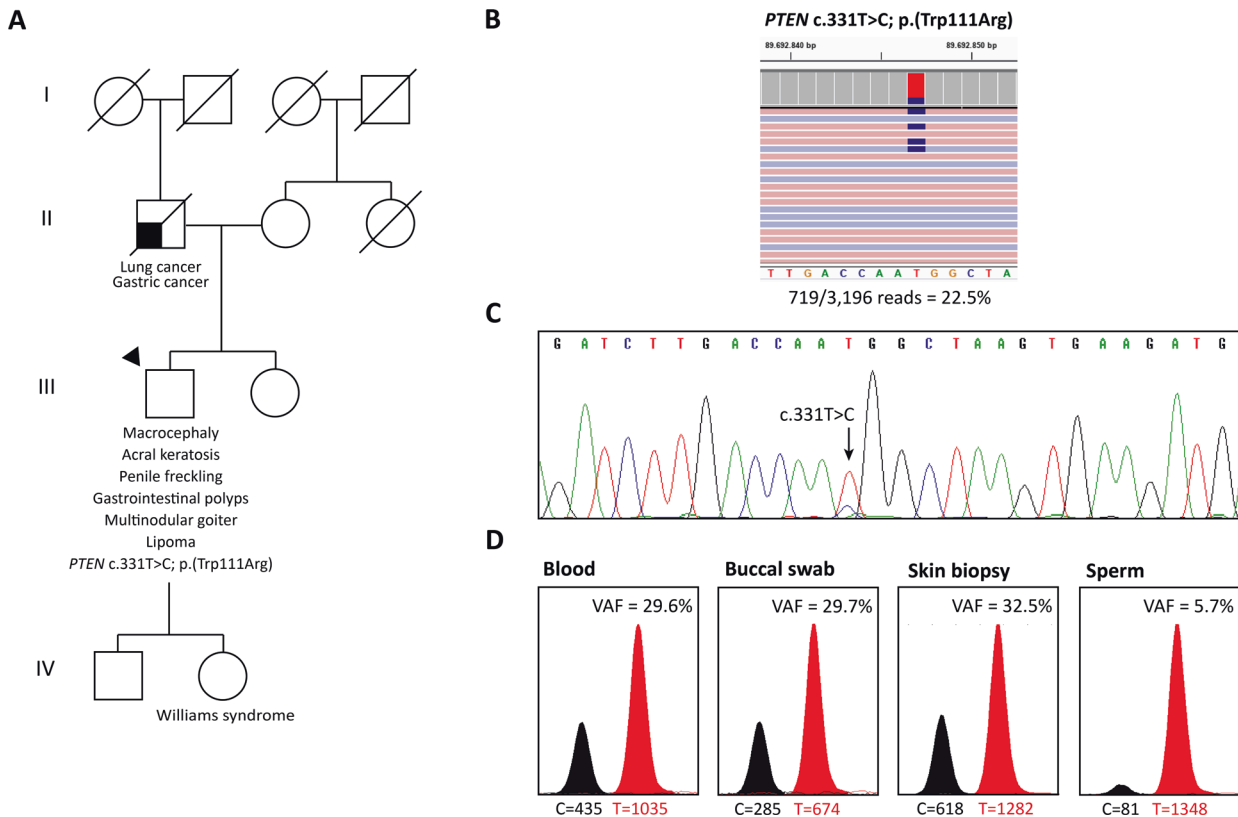 A
I
II
Lung cancer
Gastric cancer
III
Macrocephaly
Acral keratosis
Penile freckling
Gastrointestinal polyps
Multinodular goiter
Lipoma
PTEN c.331T>C; p.(Trp111Arg)
IV
Williams syndrome
B
PTEN c.331T>C; p.(Trp111Arg)
89.692.840 bp 89.692.850 bp
T T G A C C A A T G G C T A
719/3,196 reads = 22.5%
C
G A T C T T G A C C A A T G G C T A A G T G A A G A T G
c.331T>C
D
Blood Buccal swab Skin biopsy Sperm
VAF = 29.6% VAF = 29.7% VAF = 32.5% VAF = 5.7%
C=435 T=1035 C=285 T=674 C=618 T=1282 C=81 T=1348